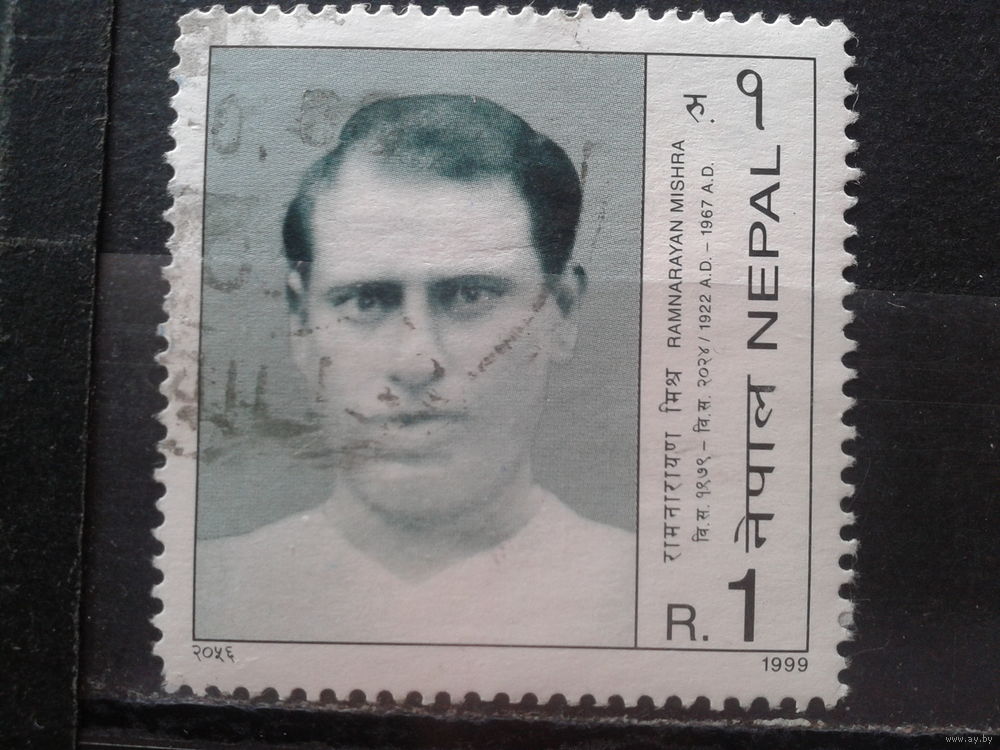 रामनारायण मिश्र RAMNARAYAN MISHRA
वि.स. १९७९ – वि.स. २०२४ / 1922 A.D. – 1967 A.D.
रु. १
नेपाल NEPAL
R. 1
२०५६
1999
www.ay.by